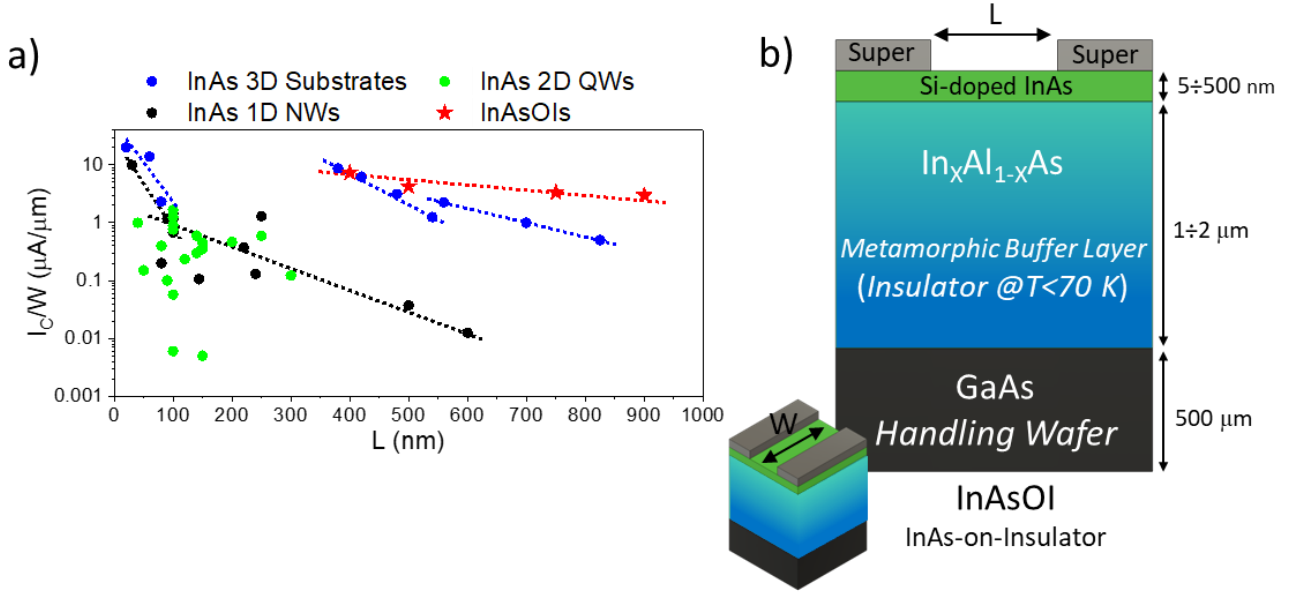 a)
InAs 3D Substrates
InAs 2D QWs
InAs 1D NWs
InAsOIs
I_C/W (μA/μm)
10
1
0.1
0.01
0.001
0 100 200 300 400 500 600 700 800 900 1000
L (nm)
b)
L
Super
Super
Si-doped InAs
5÷500 nm
In_XAl_{1-X}As
Metamorphic Buffer Layer
(Insulator @T<70 K)
1÷2 μm
GaAs
Handling Wafer
500 μm
W
InAsOI
InAs-on-Insulator